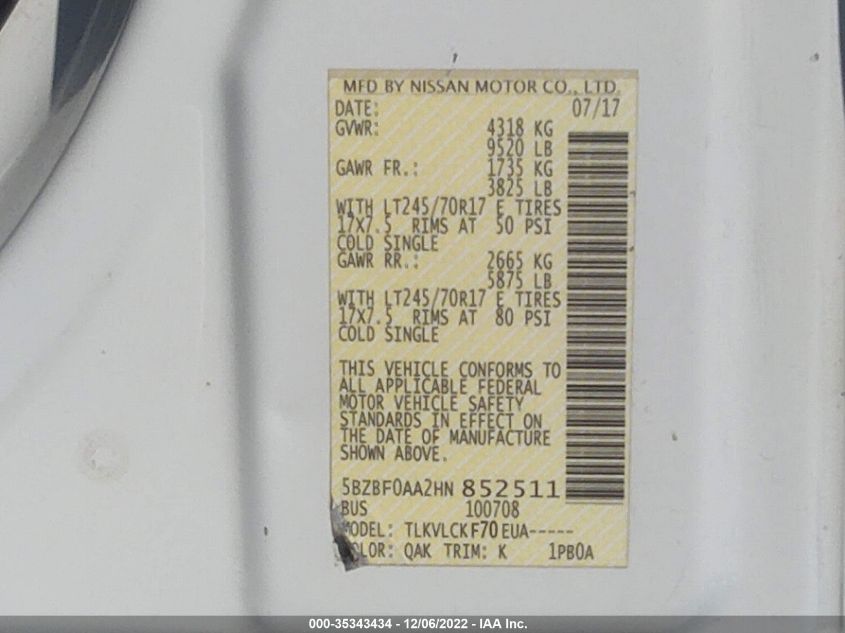 MFD BY NISSAN MOTOR CO., LTD.
DATE: 07/17
GVWR: 4318 KG
9520 LB
GAWR FR.: 1735 KG
3825 LB
WITH LT245/70R17 E TIRES
17X7.5 RIMS AT 50 PSI
COLD SINGLE
GAWR RR.: 2665 KG
5875 LB
WITH LT245/70R17 E TIRES
17X7.5 RIMS AT 80 PSI
COLD SINGLE
THIS VEHICLE CONFORMS TO
ALL APPLICABLE FEDERAL
MOTOR VEHICLE SAFETY
STANDARDS IN EFFECT ON
THE DATE OF MANUFACTURE
SHOWN ABOVE.
5BZBF0AA2HN 852511
BUS 100708
MODEL: TLKVLCKF70EUA-----
COLOR: QAK TRIM: K 1PB0A
000-35343434 - 12/06/2022 - IAA Inc.